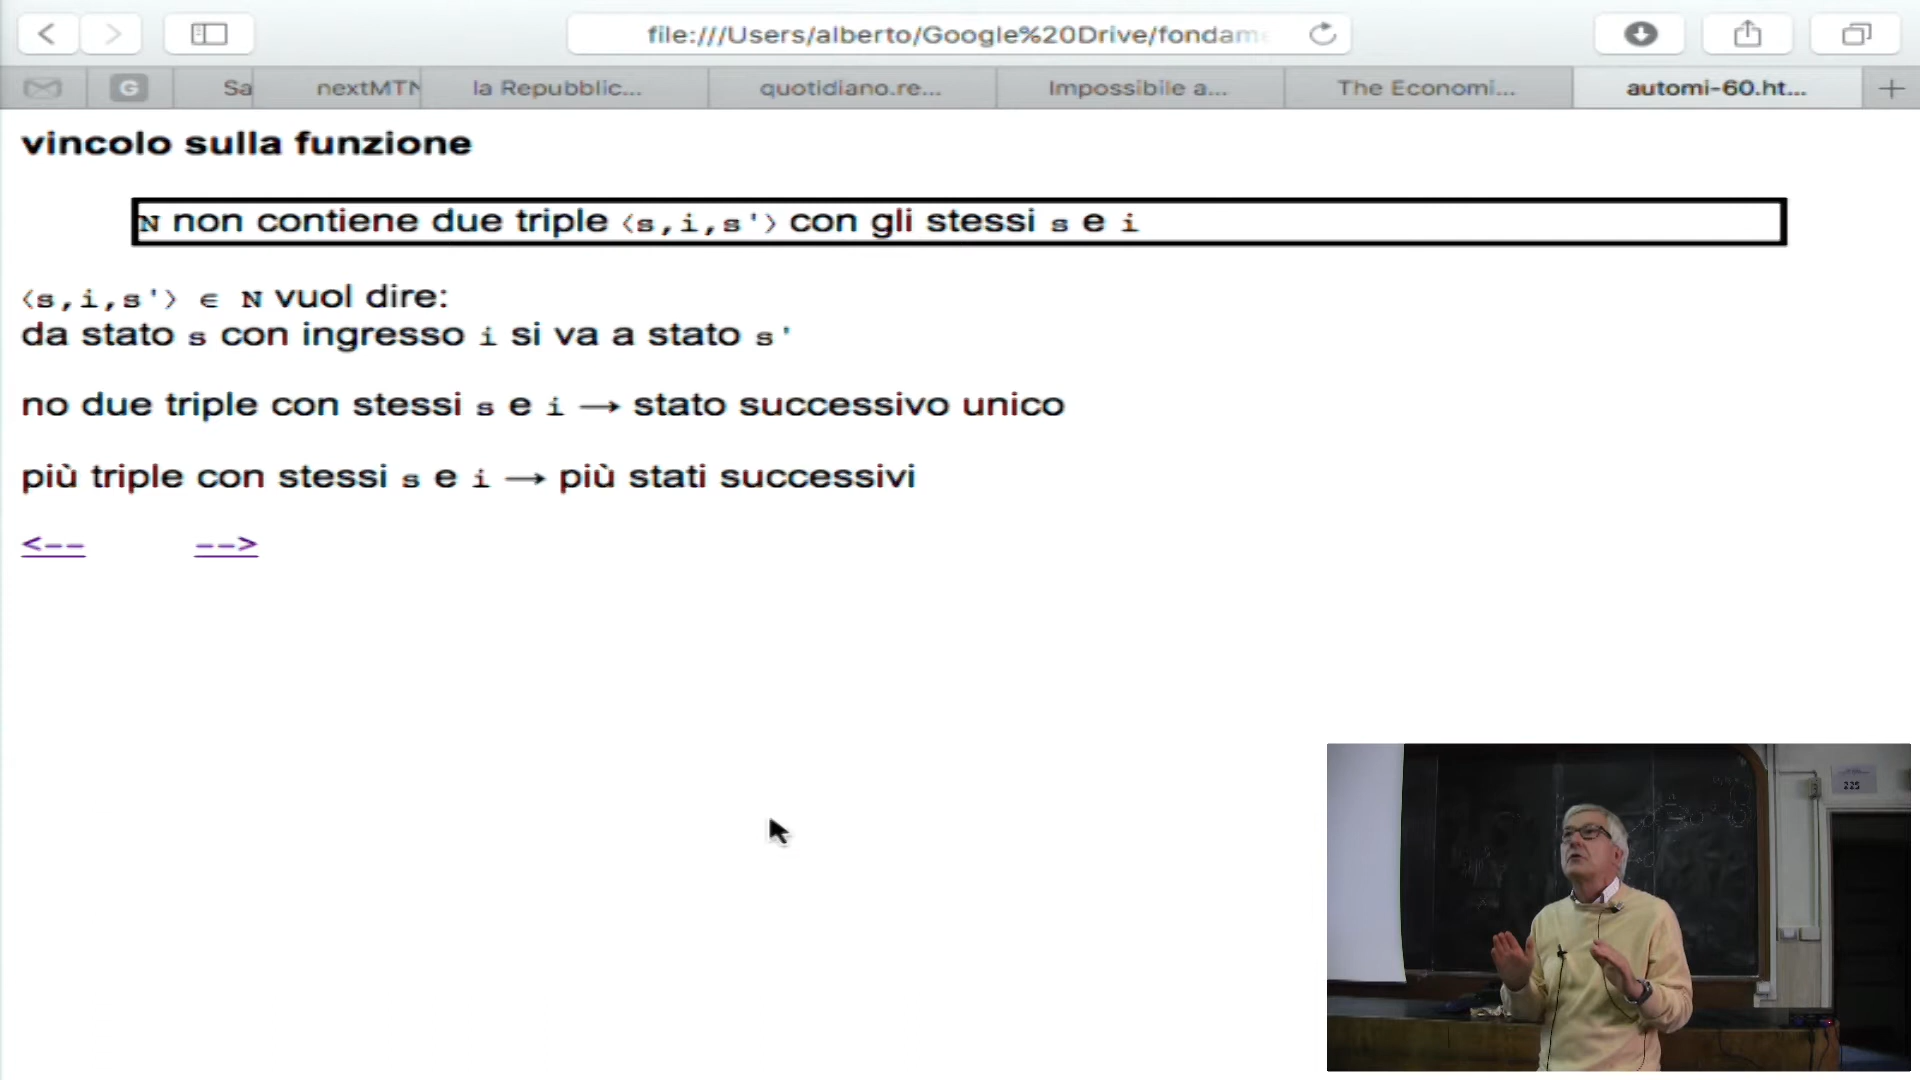 file:///Users/alberto/Google%20Drive/fondame
G
Sa
nextMTN
la Repubblic...
quotidiano.re...
Impossibile a...
The Economi...
automi-60.ht...
+
vincolo sulla funzione
N non contiene due triple ⟨s,i,s'⟩ con gli stessi s e i
⟨s,i,s'⟩ ∈ N vuol dire:
da stato s con ingresso i si va a stato s'
no due triple con stessi s e i → stato successivo unico
più triple con stessi s e i → più stati successivi
<-- -->
225